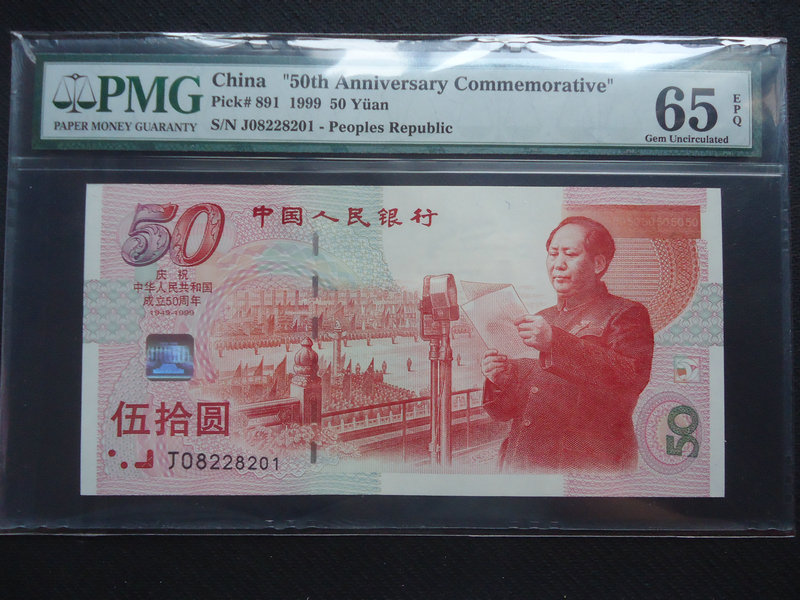 PMG
PAPER MONEY GUARANTY
China "50th Anniversary Commemorative"
Pick# 891 1999 50 Yüan
S/N J08228201 - Peoples Republic
65
EPQ
Gem Uncirculated
50
中国人民银行
庆祝
中华人民共和国
成立50周年
1949-1999
伍拾圆
J08228201
50